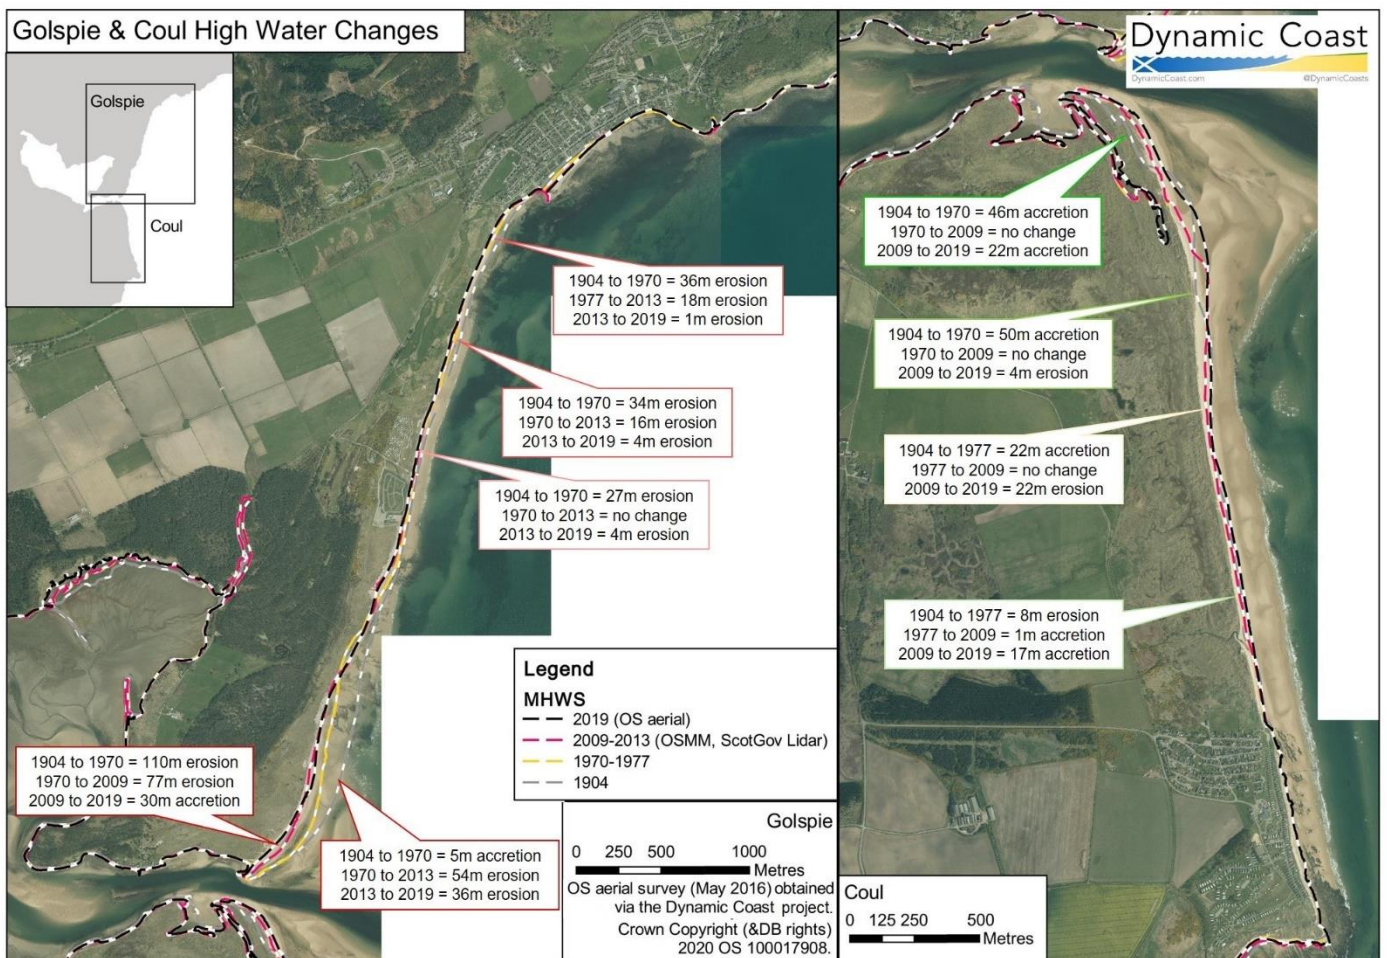 Golspie & Coul High Water Changes
Golspie
Coul
1904 to 1970 = 36m erosion
1977 to 2013 = 18m erosion
2013 to 2019 = 1m erosion
1904 to 1970 = 34m erosion
1970 to 2013 = 16m erosion
2013 to 2019 = 4m erosion
1904 to 1970 = 27m erosion
1970 to 2013 = no change
2013 to 2019 = 4m erosion
1904 to 1970 = 110m erosion
1970 to 2009 = 77m erosion
2009 to 2019 = 30m accretion
1904 to 1970 = 5m accretion
1970 to 2013 = 54m erosion
2013 to 2019 = 36m erosion
Legend
MHWS
2019 (OS aerial)
2009-2013 (OSMM, ScotGov Lidar)
1970-1977
1904
Golspie
0 250 500 1000
Metres
OS aerial survey (May 2016) obtained
via the Dynamic Coast project.
Crown Copyright (&DB rights)
2020 OS 100017908.
Dynamic Coast
DynamicCoast.com
@DynamicCoasts
1904 to 1970 = 46m accretion
1970 to 2009 = no change
2009 to 2019 = 22m accretion
1904 to 1970 = 50m accretion
1970 to 2009 = no change
2009 to 2019 = 4m erosion
1904 to 1977 = 22m accretion
1977 to 2009 = no change
2009 to 2019 = 22m erosion
1904 to 1977 = 8m erosion
1977 to 2009 = 1m accretion
2009 to 2019 = 17m accretion
Coul
0 125 250 500
Metres